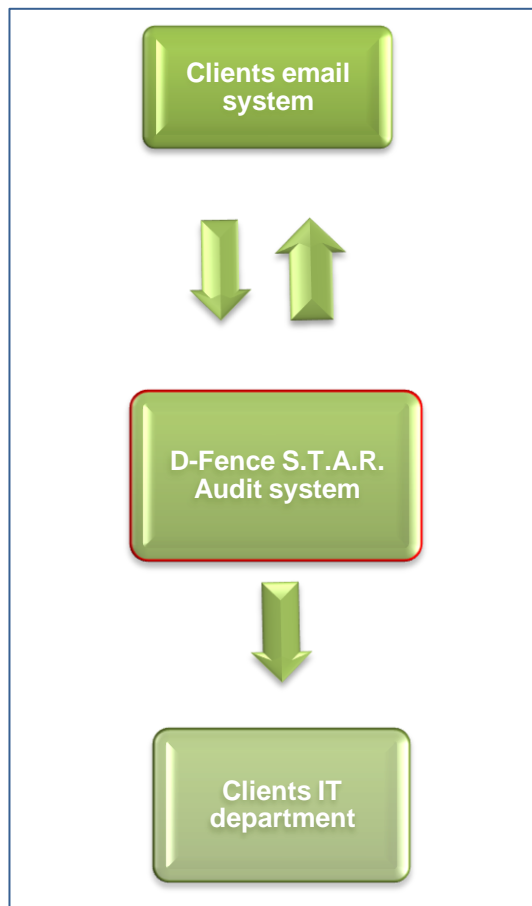 Clients email
system
D-Fence S.T.A.R.
Audit system
Clients IT
department